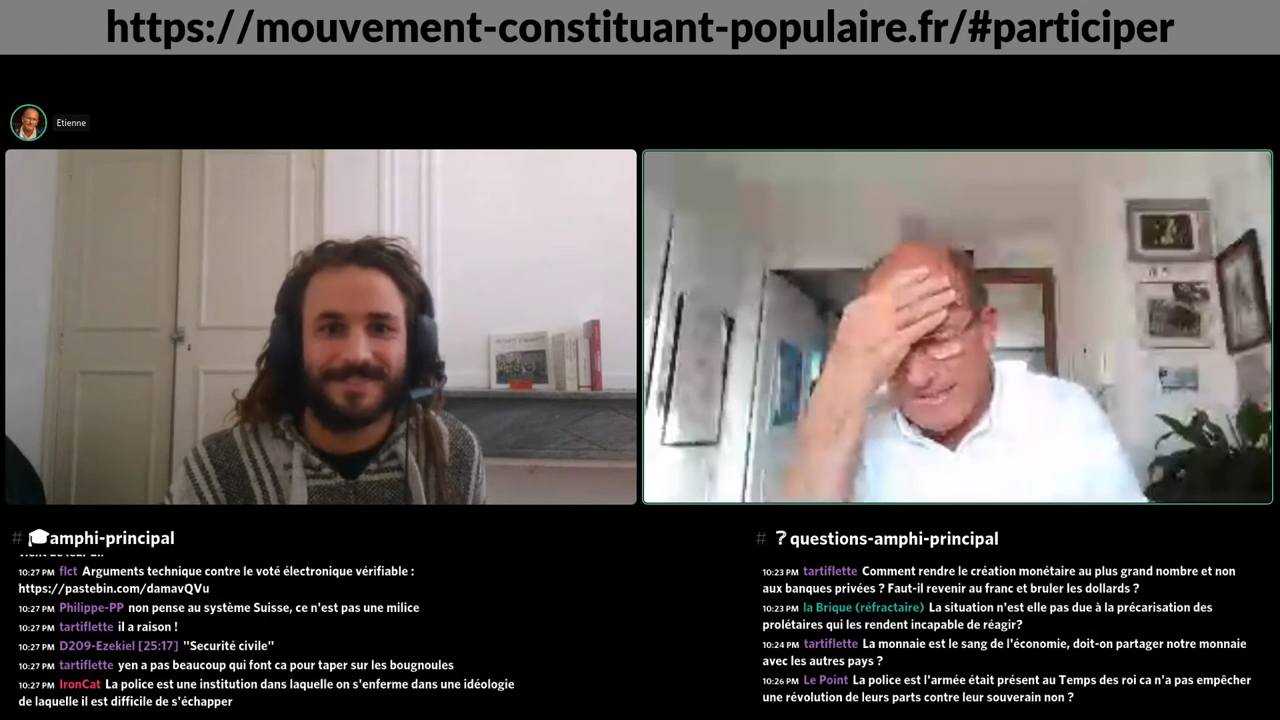 https://mouvement-constituant-populaire.fr/#participer
Etienne
# 🎓amphi-principal
10:27 PM flct Arguments technique contre le voté électronique vérifiable :
https://pastebin.com/damavQVu
10:27 PM Philippe-PP non pense au système Suisse, ce n'est pas une milice
10:27 PM tartiflette il a raison !
10:27 PM D209-Ezekiel [25:17] "Securité civile"
10:27 PM tartiflette yen a pas beaucoup qui font ca pour taper sur les bougnoules
10:27 PM IronCat La police est une institution dans laquelle on s'enferme dans une idéologie
de laquelle il est difficile de s'échapper
# ? questions-amphi-principal
10:23 PM tartiflette Comment rendre le création monétaire au plus grand nombre et non
aux banques privées ? Faut-il revenir au franc et bruler les dollards ?
10:23 PM la Brique (réfractaire) La situation n'est elle pas due à la précarisation des
prolétaires qui les rendent incapable de réagir?
10:24 PM tartiflette La monnaie est le sang de l'économie, doit-on partager notre monnaie
avec les autres pays ?
10:26 PM Le Point La police est l'armée était présent au Temps des roi ca n'a pas empêcher
une révolution de leurs parts contre leur souverain non ?